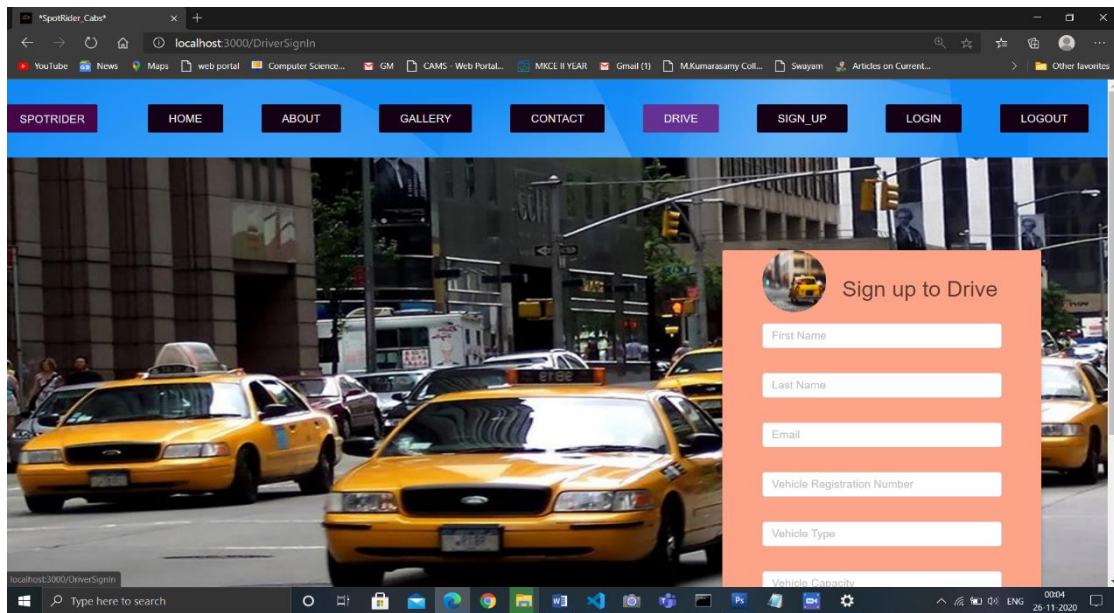 *SpotRider_Cabs*
localhost:3000/DriverSignIn
YouTube News Maps web portal Computer Science... GM CAMS - Web Portal... MKCE II YEAR Gmail (1) M.Kumarasamy Coll... Swayam Articles on Current... Other favorites
SPOTRIDER HOME ABOUT GALLERY CONTACT DRIVE SIGN_UP LOGIN LOGOUT
Sign up to Drive
First Name
Last Name
Email
Vehicle Registration Number
Vehicle Type
Vehicle Capacity
localhost:3000/DriverSignIn
Type here to search
ENG
00:04
26-11-2020